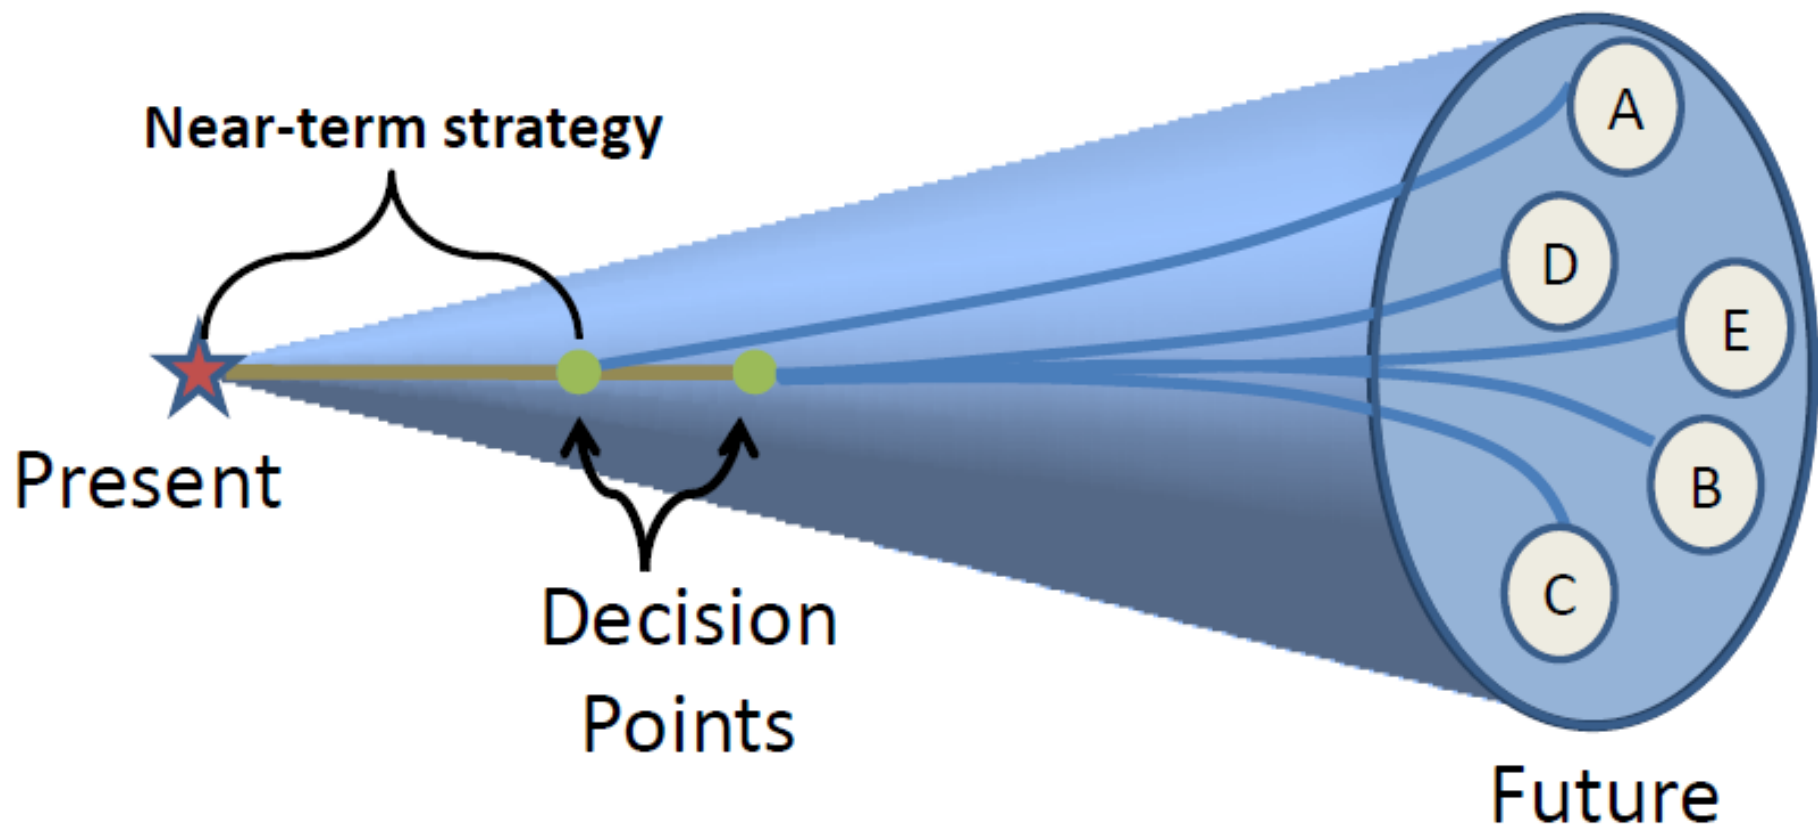 Near-term strategy
A
D
E
B
C
Present
Decision
Points
Future